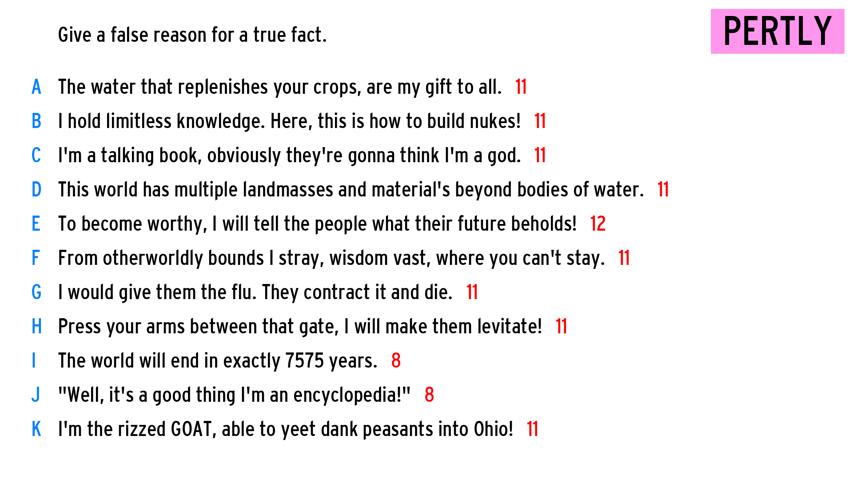 Give a false reason for a true fact.
PERTLY
A The water that replenishes your crops, are my gift to all. 11
B I hold limitless knowledge. Here, this is how to build nukes! 11
C I'm a talking book, obviously they're gonna think I'm a god. 11
D This world has multiple landmasses and material's beyond bodies of water. 11
E To become worthy, I will tell the people what their future beholds! 12
F From otherworldly bounds I stray, wisdom vast, where you can't stay. 11
G I would give them the flu. They contract it and die. 11
H Press your arms between that gate, I will make them levitate! 11
I The world will end in exactly 7575 years. 8
J "Well, it's a good thing I'm an encyclopedia!" 8
K I'm the rizzed GOAT, able to yeet dank peasants into Ohio! 11